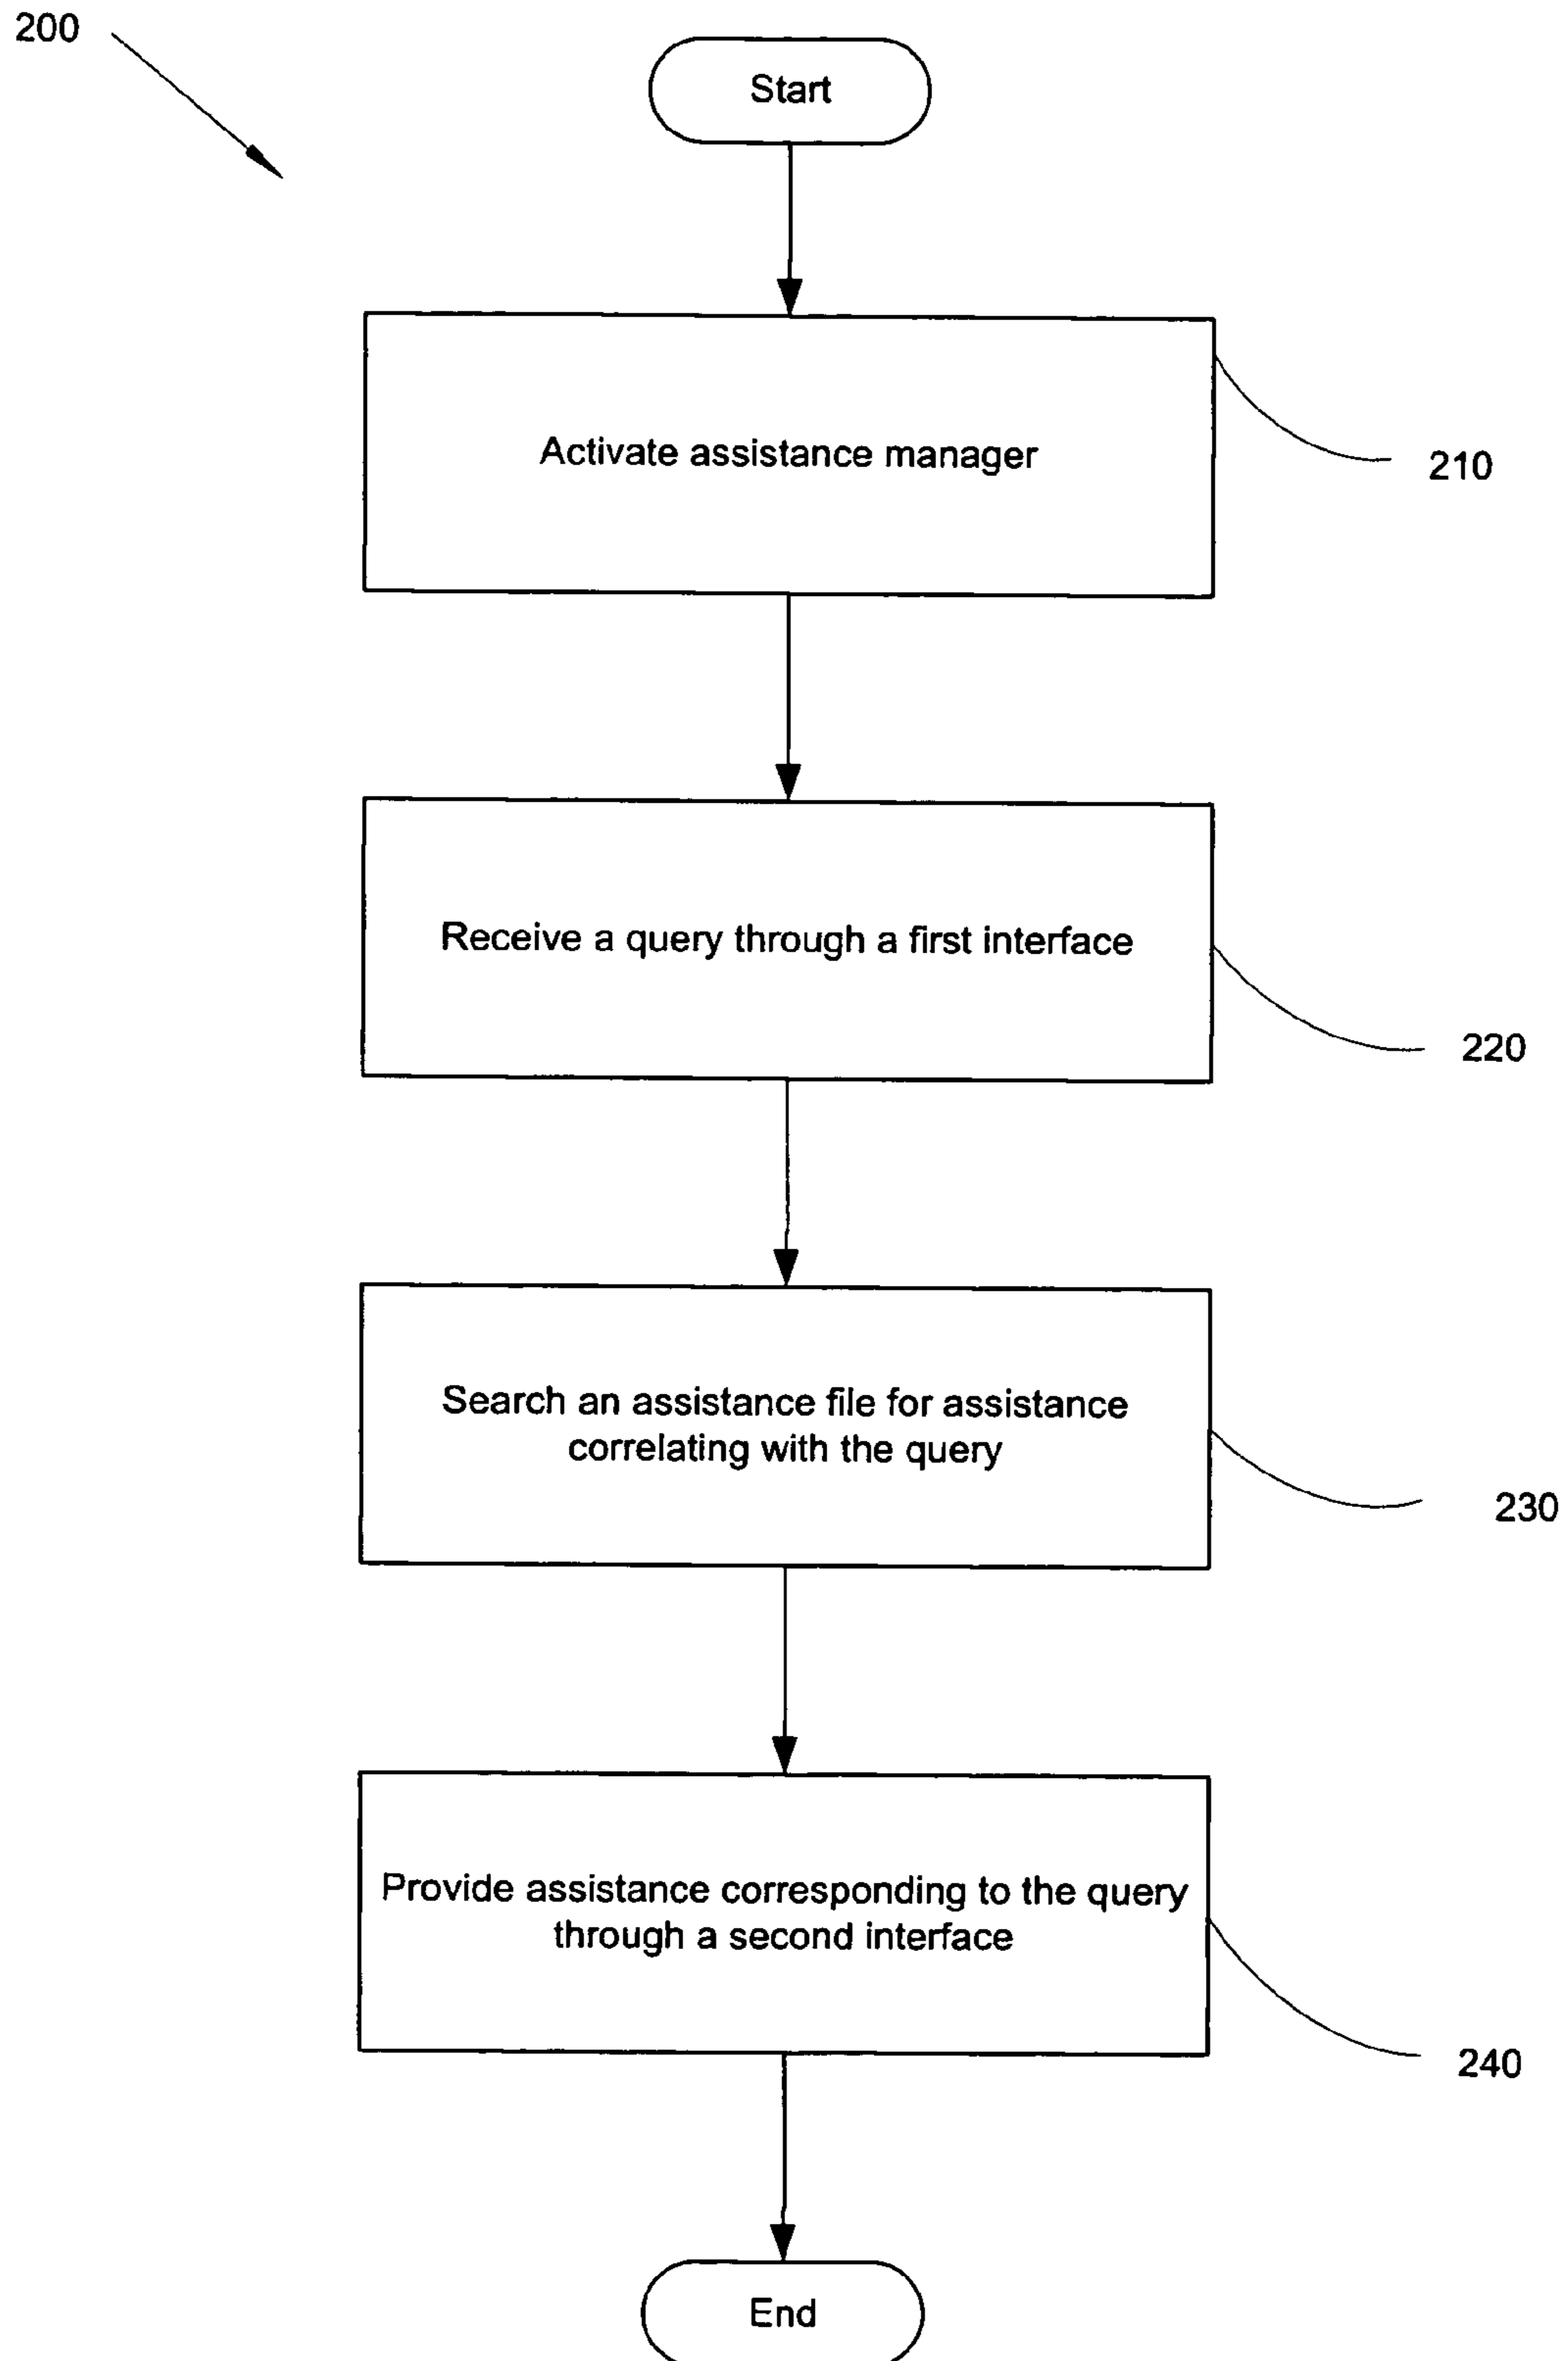 200
Start
Activate assistance manager
210
Receive a query through a first interface
220
Search an assistance file for assistance
correlating with the query
230
Provide assistance corresponding to the query
through a second interface
240
End